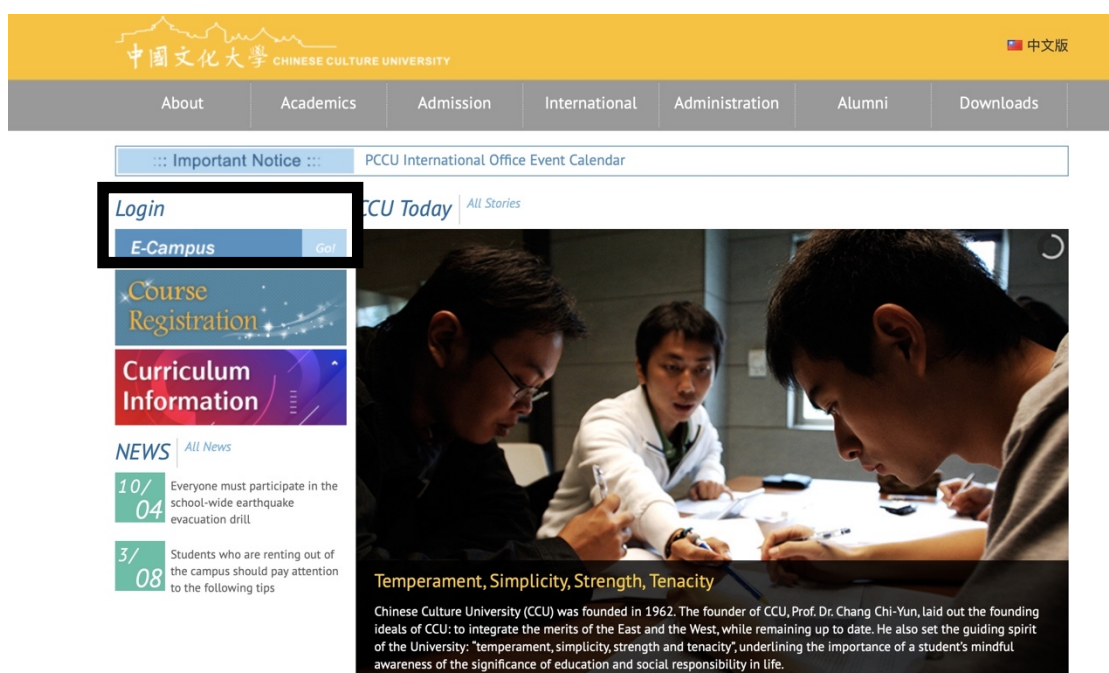 中國文化大學 CHINESE CULTURE UNIVERSITY
中文版
About Academics Admission International Administration Alumni Downloads
::: Important Notice ::: PCCU International Office Event Calendar
Login
E-Campus Go!
Course
Registration
Curriculum
Information
NEWS All News
10/
04
Everyone must participate in the
school-wide earthquake
evacuation drill
3/
08
Students who are renting out of
the campus should pay attention
to the following tips
CCU Today All Stories
Temperament, Simplicity, Strength, Tenacity
Chinese Culture University (CCU) was founded in 1962. The founder of CCU, Prof. Dr. Chang Chi-Yun, laid out the founding
ideals of CCU: to integrate the merits of the East and the West, while remaining up to date. He also set the guiding spirit
of the University: "temperament, simplicity, strength and tenacity", underlining the importance of a student's mindful
awareness of the significance of education and social responsibility in life.